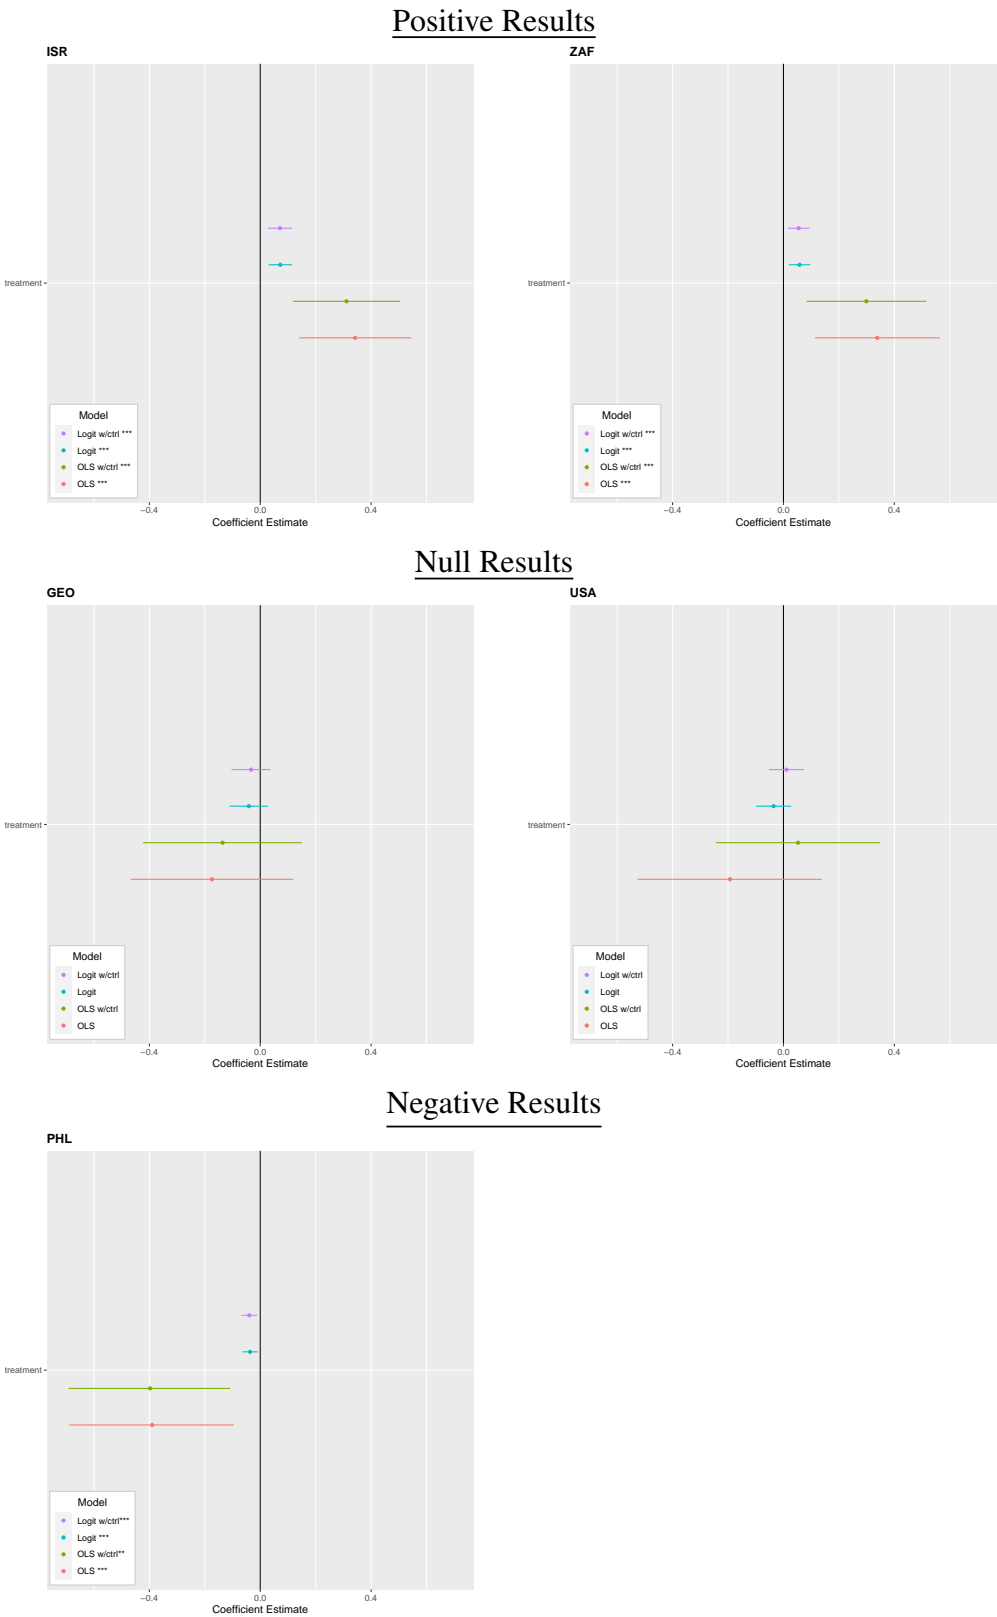 Positive Results
ISR
treatment
Model
Logit w/ctrl ***
Logit ***
OLS w/ctrl ***
OLS ***
−0.4 0.0 0.4
Coefficient Estimate
ZAF
treatment
Model
Logit w/ctrl ***
Logit ***
OLS w/ctrl ***
OLS ***
−0.4 0.0 0.4
Coefficient Estimate
Null Results
GEO
treatment
Model
Logit w/ctrl
Logit
OLS w/ctrl
OLS
−0.4 0.0 0.4
Coefficient Estimate
USA
treatment
Model
Logit w/ctrl
Logit
OLS w/ctrl
OLS
−0.4 0.0 0.4
Coefficient Estimate
Negative Results
PHL
treatment
Model
Logit w/ctrl***
Logit ***
OLS w/ctrl**
OLS ***
−0.4 0.0 0.4
Coefficient Estimate